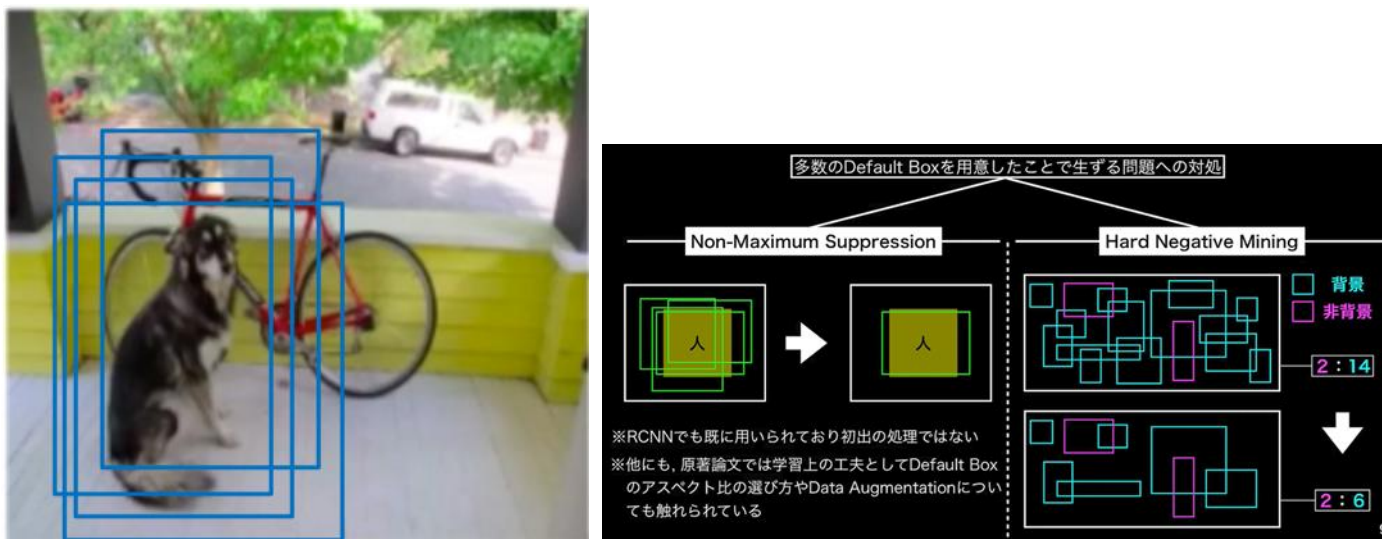 多数のDefault Boxを用意したことで生ずる問題への対処
Non-Maximum Suppression
Hard Negative Mining
人
人
背景
非背景
2:14
2:6
※RCNNでも既に用いられており初出の処理ではない
※他にも, 原著論文では学習上の工夫としてDefault Box
のアスペクト比の選び方やData Augmentationについ
ても触れられている
9